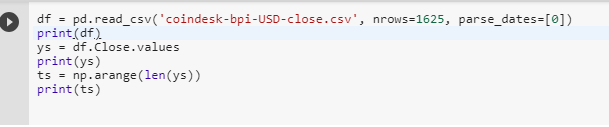 df = pd.read_csv('coindesk-bpi-USD-close.csv', nrows=1625, parse_dates=[0])
print(df)
ys = df.Close.values
print(ys)
ts = np.arange(len(ys))
print(ts)